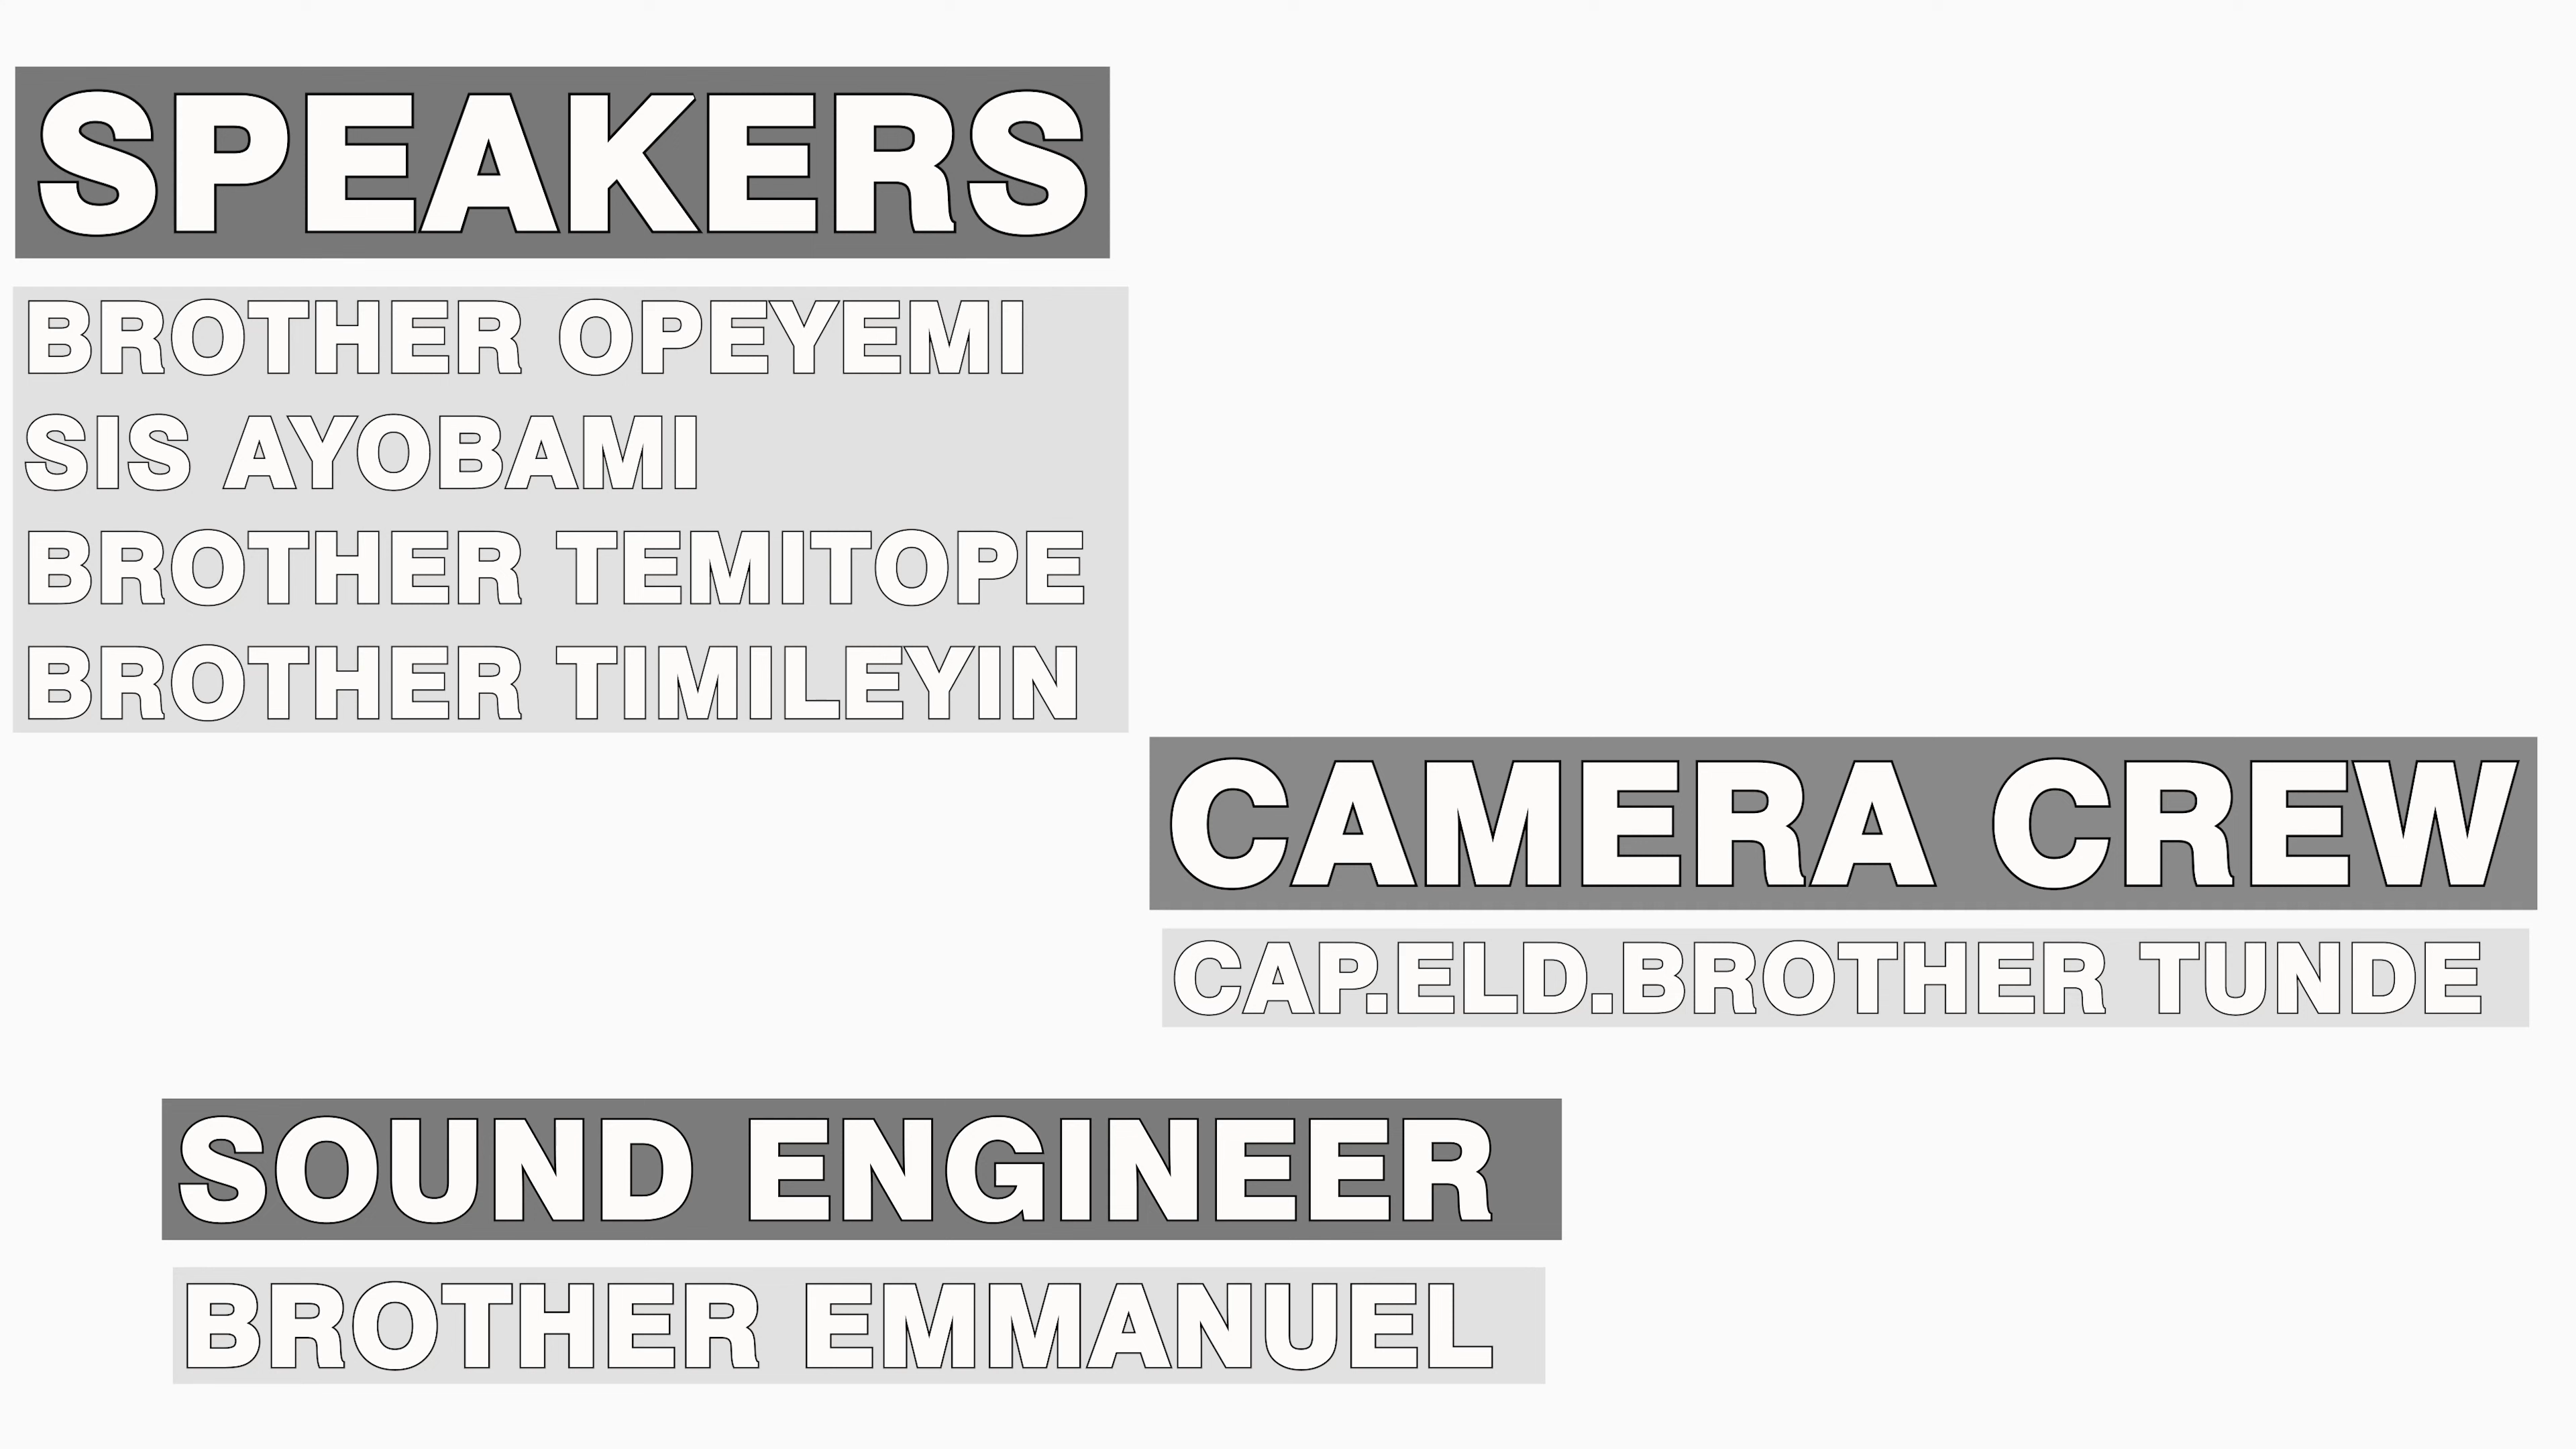 SPEAKERS
BROTHER OPEYEMI
SIS AYOBAMI
BROTHER TEMITOPE
BROTHER TIMILEYIN
CAMERA CREW
CAP.ELD.BROTHER TUNDE
SOUND ENGINEER
BROTHER EMMANUEL